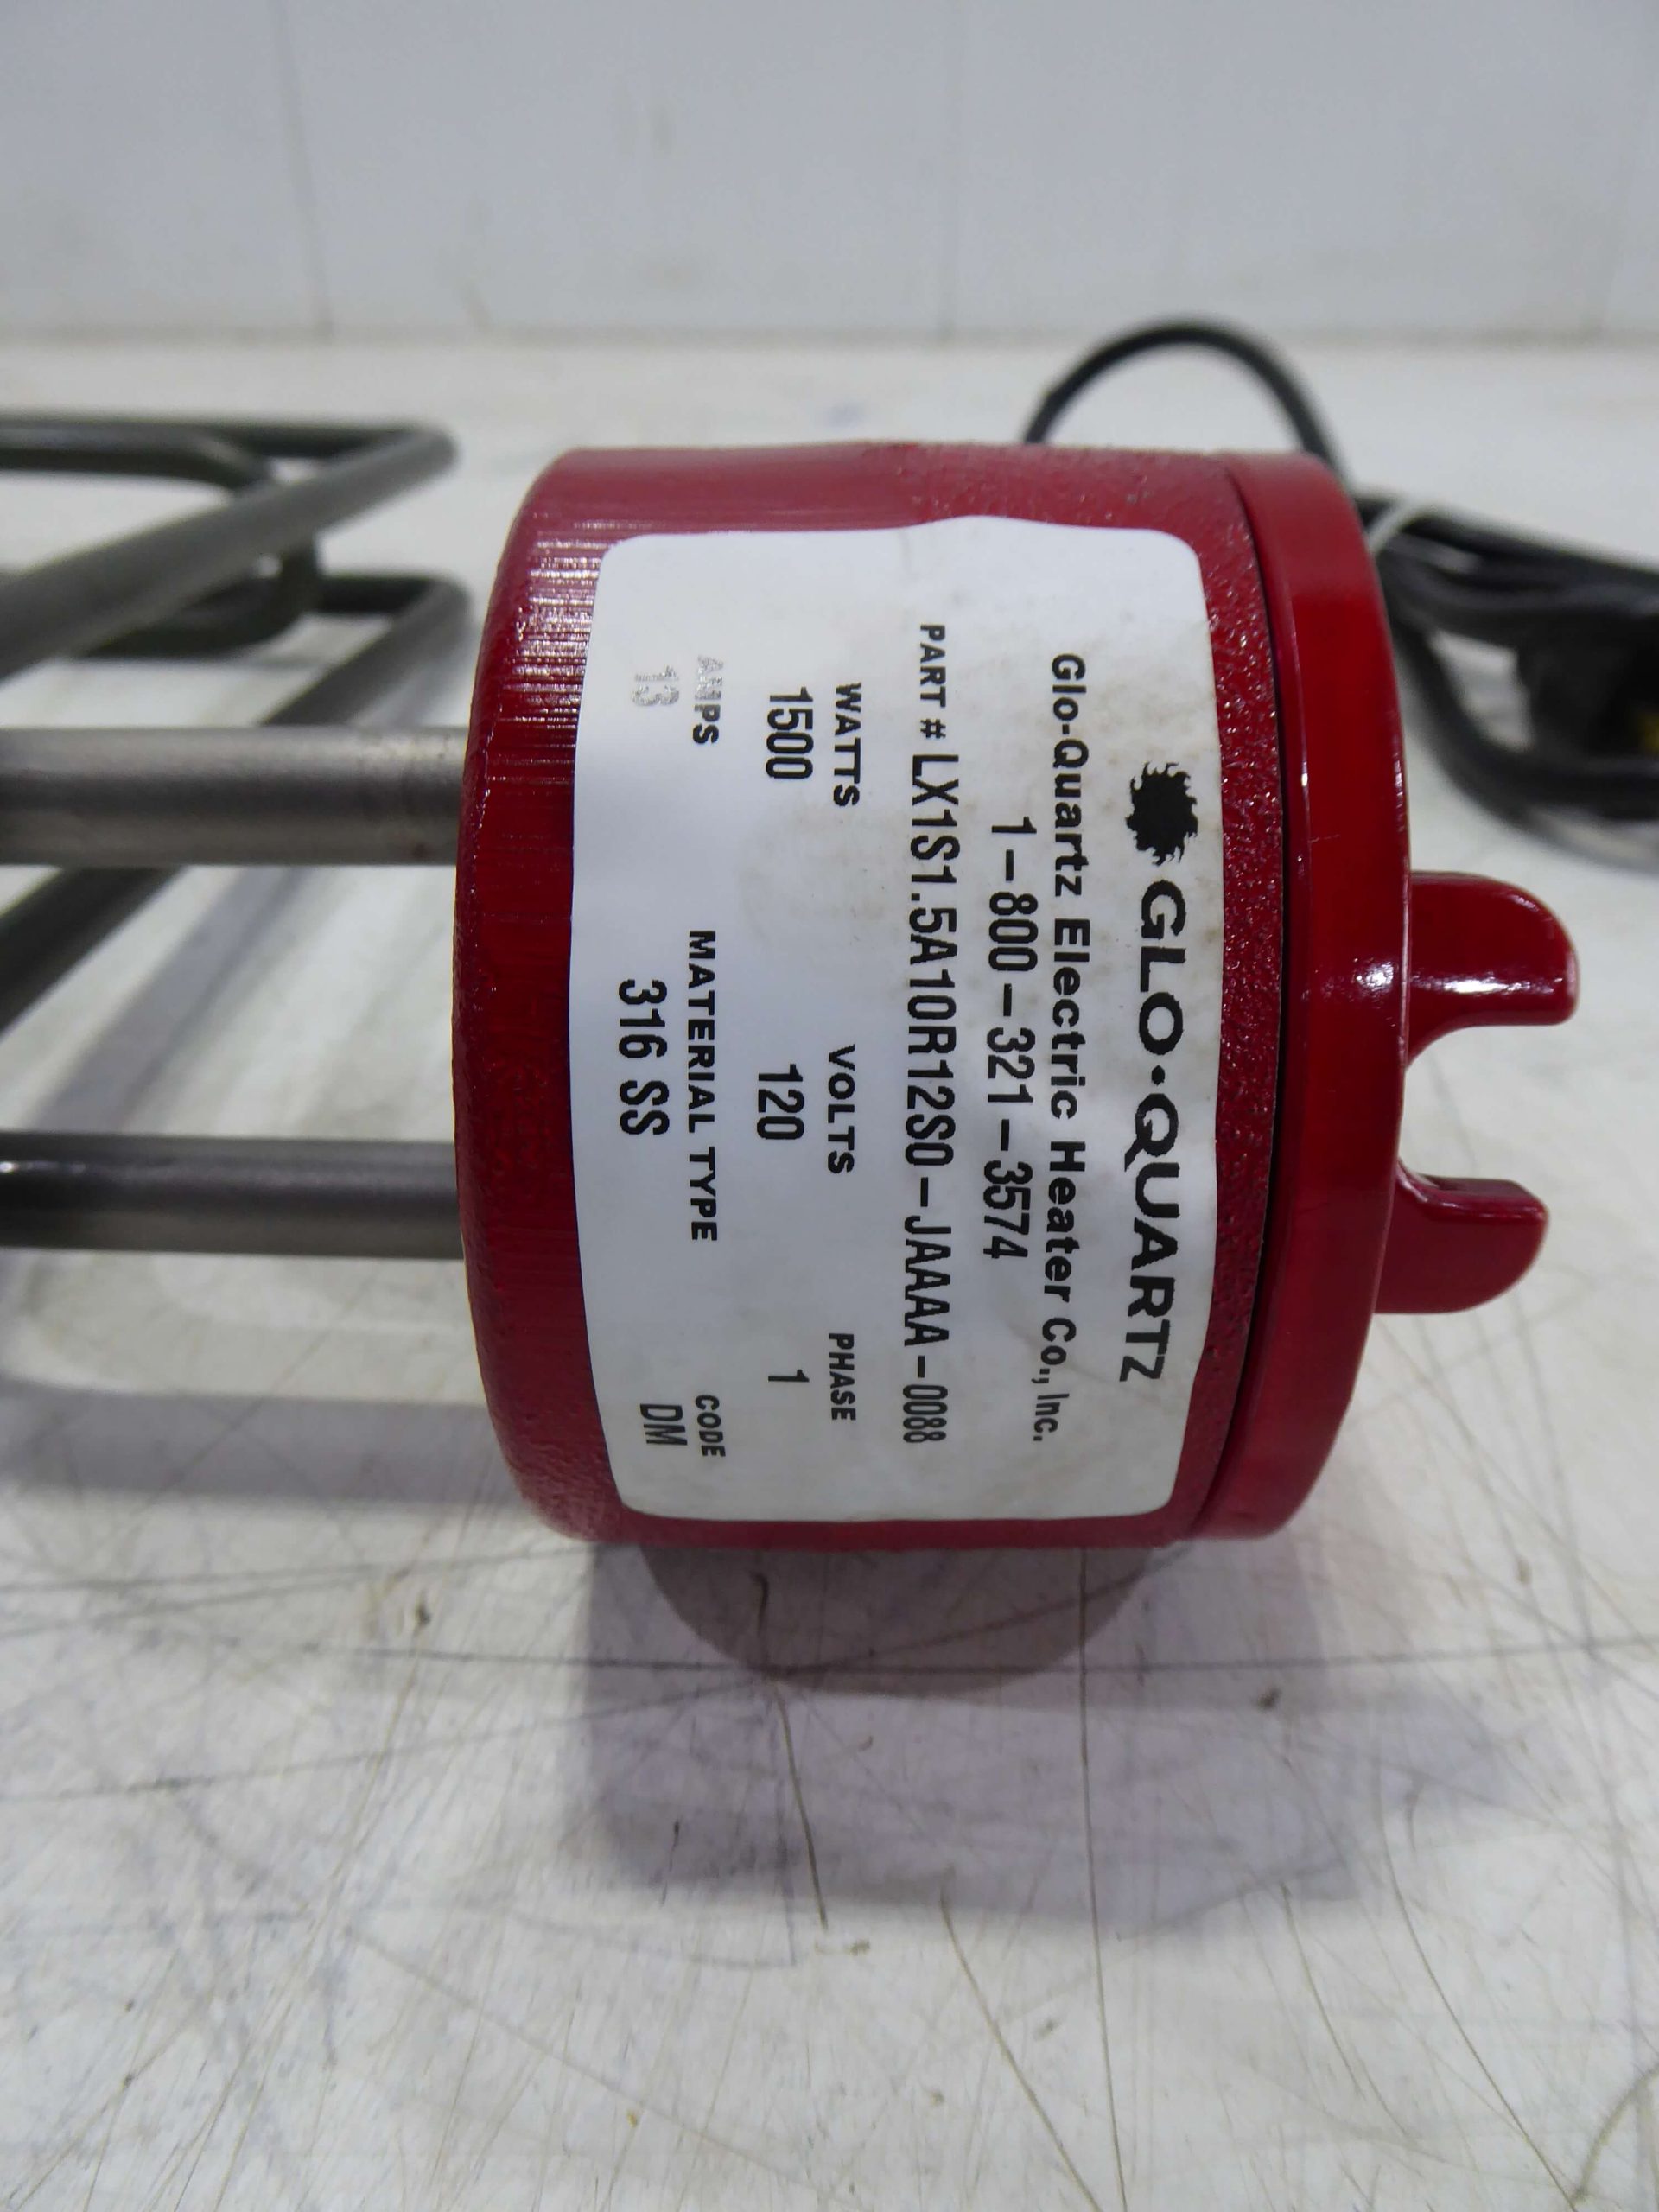 GLO·QUARTZ
Glo-Quartz Electric Heater Co., Inc.
1-800-321-3574
PART # LX1S1.5A10R12S0-JAAAA-0088
WATTS VOLTS PHASE
1500 120 1
AMPS MATERIAL TYPE CODE
13 316 SS DM